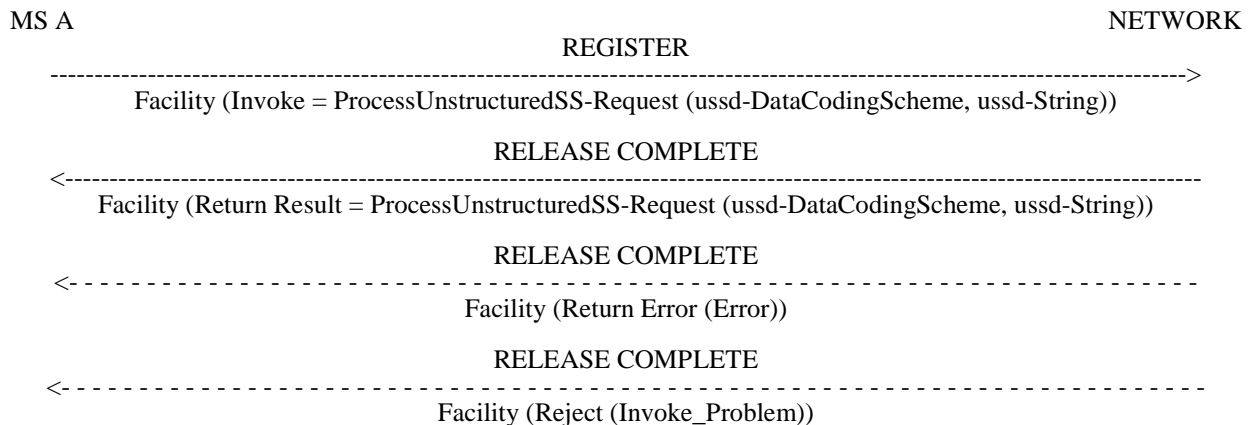 MS A NETWORK
REGISTER
Facility (Invoke = ProcessUnstructuredSS-Request (ussd-DataCodingScheme, ussd-String))
RELEASE COMPLETE
Facility (Return Result = ProcessUnstructuredSS-Request (ussd-DataCodingScheme, ussd-String))
RELEASE COMPLETE
Facility (Return Error (Error))
RELEASE COMPLETE
Facility (Reject (Invoke_Problem))